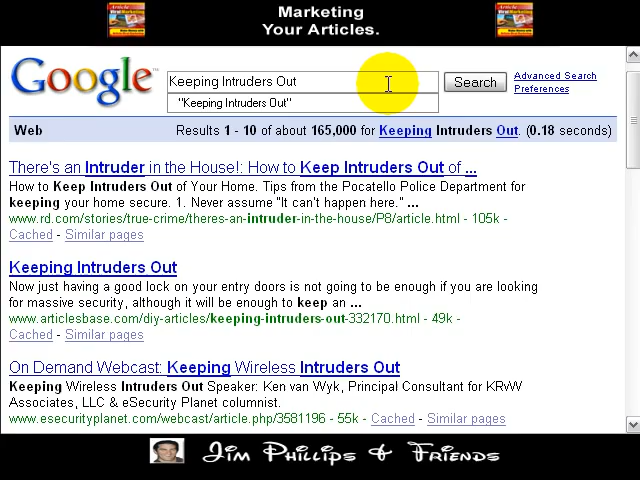 Marketing
Your Articles.
Google™
Keeping Intruders Out
Search
Advanced Search
Preferences
"Keeping Intruders Out"
Web
Results 1 - 10 of about 165,000 for Keeping Intruders Out. (0.18 seconds)
There's an Intruder in the House!: How to Keep Intruders Out of ...
How to Keep Intruders Out of Your Home. Tips from the Pocatello Police Department for
keeping your home secure. 1. Never assume "It can't happen here." ...
www.rd.com/stories/true-crime/theres-an-intruder-in-the-house/P8/article.html - 105k -
Cached - Similar pages
Keeping Intruders Out
Now just having a good lock on your entry doors is not going to be enough if you are looking
for massive security, although it will be enough to keep an ...
www.articlesbase.com/diy-articles/keeping-intruders-out-332170.html - 49k -
Cached - Similar pages
On Demand Webcast: Keeping Wireless Intruders Out
Keeping Wireless Intruders Out Speaker: Ken van Wyk, Principal Consultant for KRvW
Associates, LLC & eSecurity Planet columnist.
www.esecurityplanet.com/webcast/article.php/3581196 - 55k - Cached - Similar pages
Jim Phillips & Friends